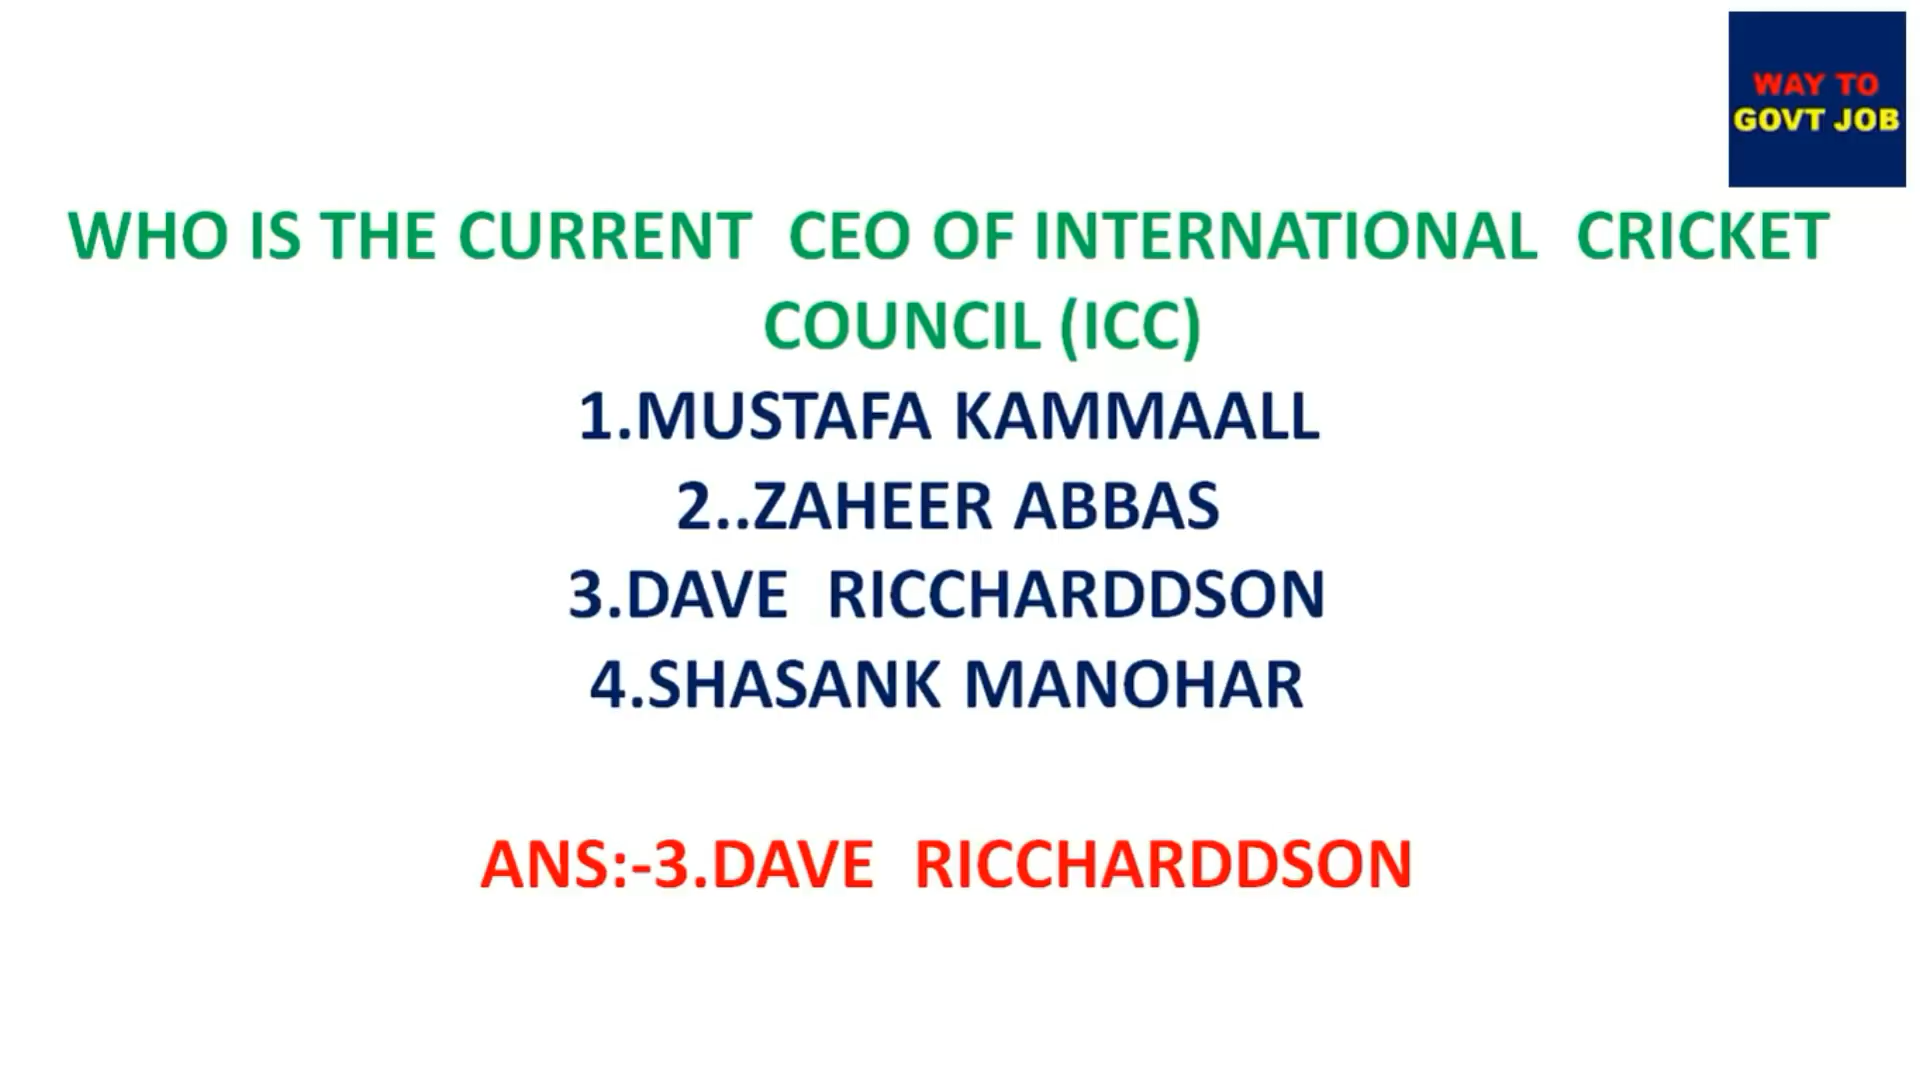 WAY TO
GOVT JOB
WHO IS THE CURRENT CEO OF INTERNATIONAL CRICKET
COUNCIL (ICC)
1.MUSTAFA KAMMAALL
2..ZAHEER ABBAS
3.DAVE RICCHARDDSON
4.SHASANK MANOHAR
ANS:-3.DAVE RICCHARDDSON